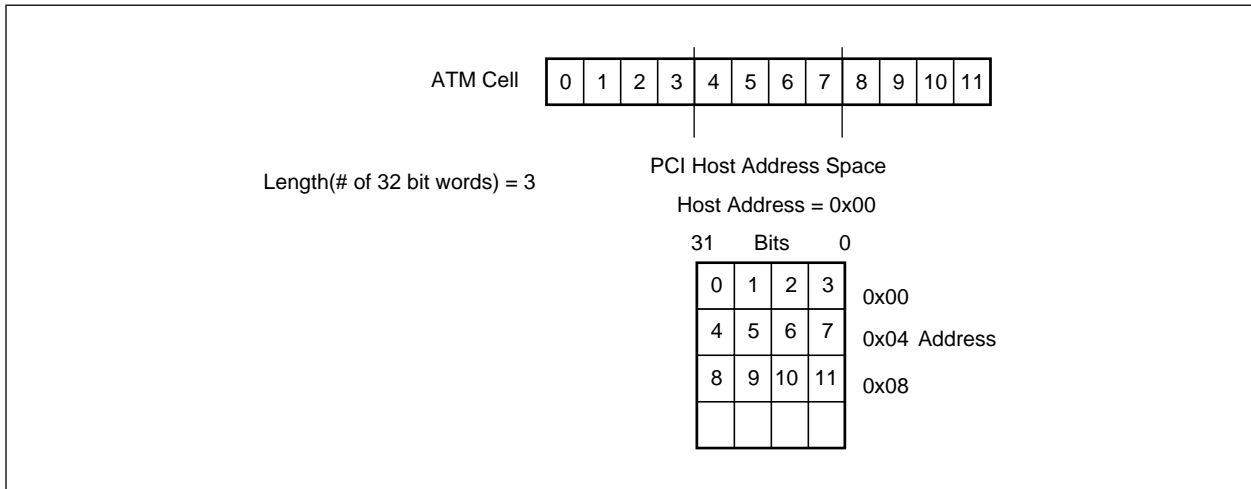 ATM Cell 0 1 2 3 4 5 6 7 8 9 10 11
PCI Host Address Space
Length(# of 32 bit words) = 3
Host Address = 0x00
31 Bits 0
0 1 2 3 0x00
4 5 6 7 0x04 Address
8 9 10 11 0x08